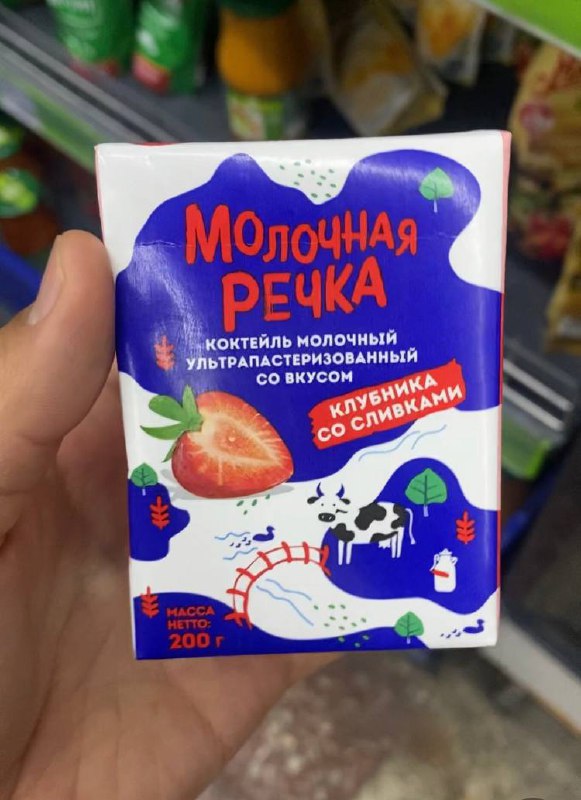 МОЛОЧНАЯ
РЕЧКА
КОКТЕЙЛЬ МОЛОЧНЫЙ
УЛЬТРАПАСТЕРИЗОВАННЫЙ
СО ВКУСОМ
КЛУБНИКА
СО СЛИВКАМИ
МАССА
НЕТТО:
200 г